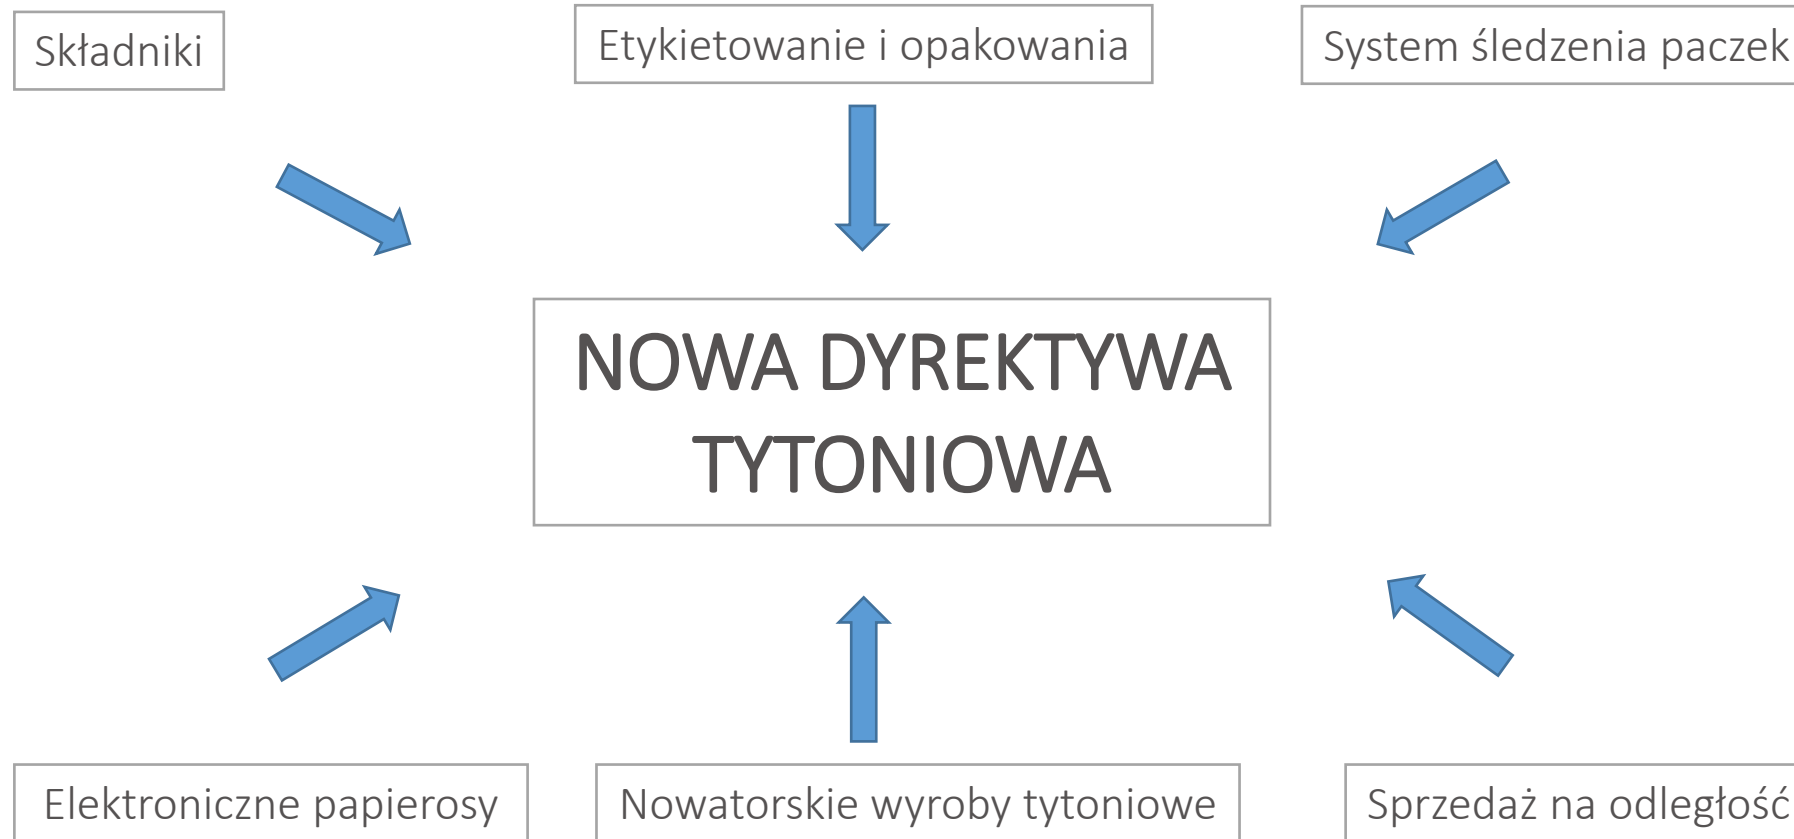 Składniki
Etykietowanie i opakowania
System śledzenia paczek
NOWA DYREKTYWA
TYTONIOWA
Elektroniczne papierosy
Nowatorskie wyroby tytoniowe
Sprzedaż na odległość